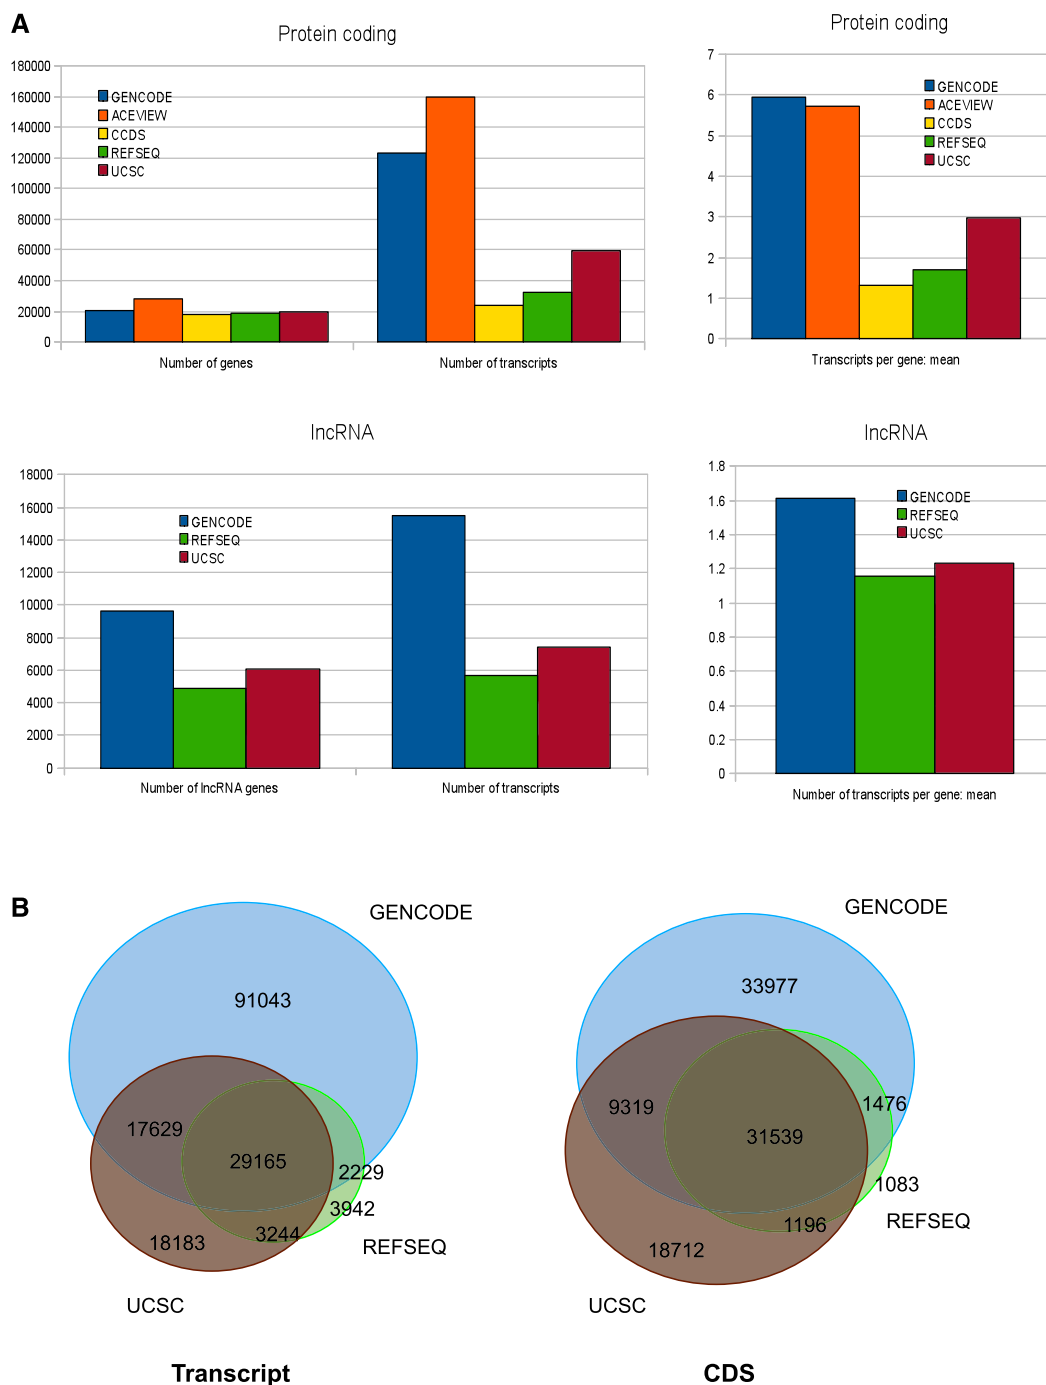 A
Protein coding
180000
160000
140000
120000
100000
80000
60000
40000
20000
0
GENCODE
ACEVIEW
CCDS
REFSEQ
UCSC
Number of genes
Number of transcripts
Protein coding
7
6
5
4
3
2
1
0
GENCODE
ACEVIEW
CCDS
REFSEQ
UCSC
Transcripts per gene: mean
lncRNA
18000
16000
14000
12000
10000
8000
6000
4000
2000
0
GENCODE
REFSEQ
UCSC
Number of lncRNA genes
Number of transcripts
lncRNA
1.8
1.6
1.4
1.2
1
0.8
0.6
0.4
0.2
0
GENCODE
REFSEQ
UCSC
Number of transcripts per gene: mean
B
GENCODE
91043
17629
29165
2229
3942
3244
18183
REFSEQ
UCSC
Transcript
GENCODE
33977
9319
1476
31539
1083
1196
REFSEQ
18712
UCSC
CDS